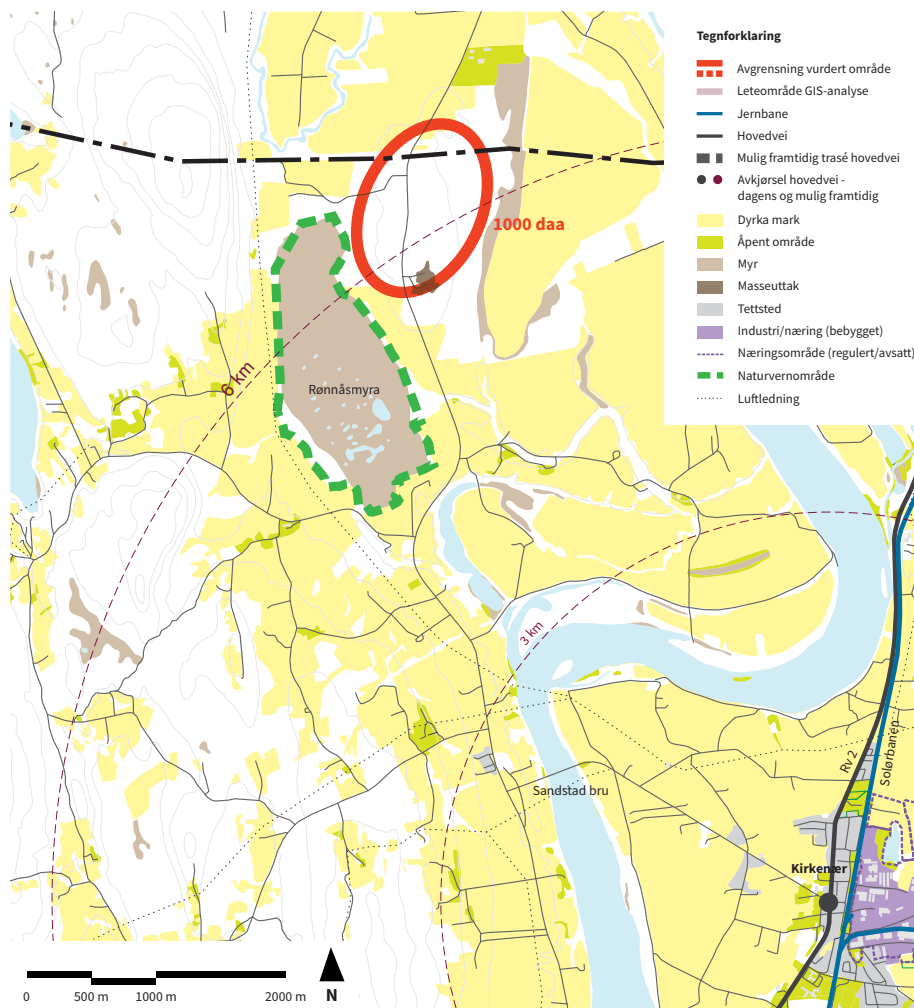 Tegnforklaring
Avgrensning vurdert område
Leteområde GIS-analyse
Jernbane
Hovedvei
Mulig framtidig trasé hovedvei
Avkjørsel hovedvei -
dagens og mulig framtidig
Dyrka mark
Åpent område
Myr
Masseuttak
Tettsted
Industri/næring (bebygget)
Næringsområde (regulert/avsatt)
Naturvernområde
Luftledning
1000 daa
6 km
Rønnåsmyra
3 km
Rv 2
Solørbanen
Sandstad bru
Kirkenær
0
500 m
1000 m
2000 m
N